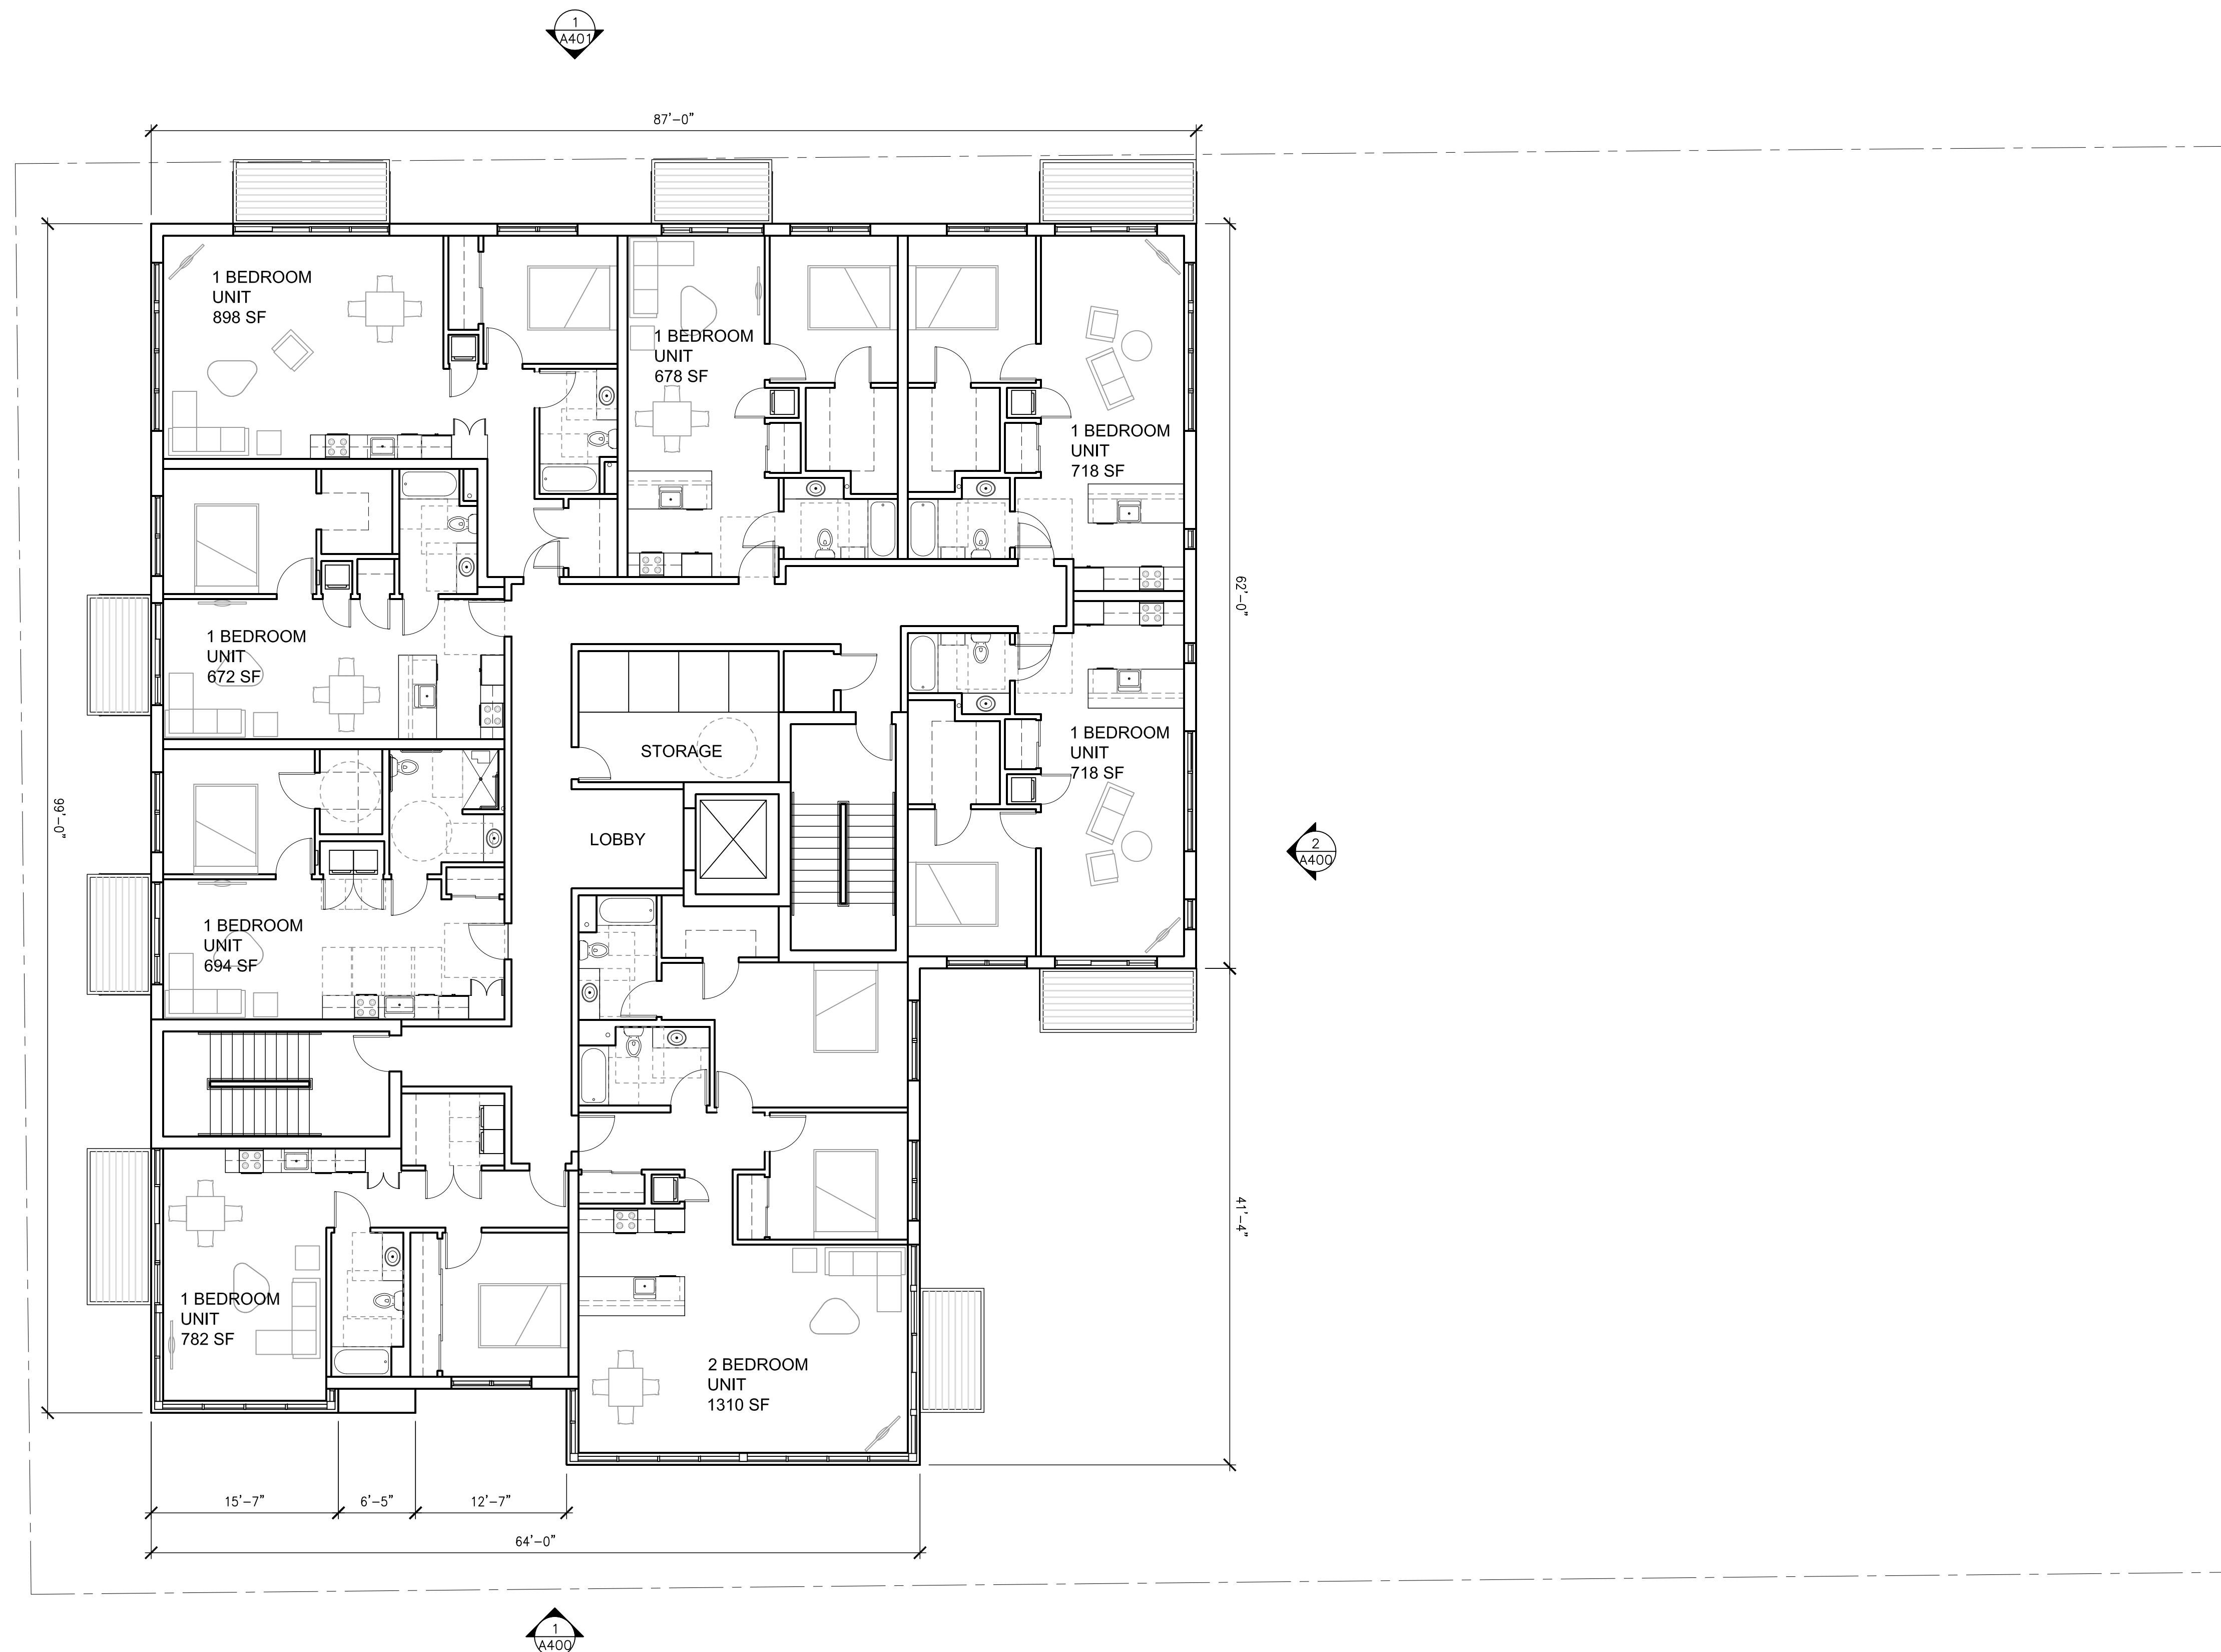 1
A401
87'-0"
1 BEDROOM
UNIT
898 SF
1 BEDROOM
UNIT
678 SF
1 BEDROOM
UNIT
718 SF
62'-0"
1 BEDROOM
UNIT
672 SF
STORAGE
1 BEDROOM
UNIT
718 SF
99'-0"
LOBBY
2
A400
1 BEDROOM
UNIT
694 SF
41'-4"
1 BEDROOM
UNIT
782 SF
2 BEDROOM
UNIT
1310 SF
15'-7"
6'-5"
12'-7"
64'-0"
1
A400